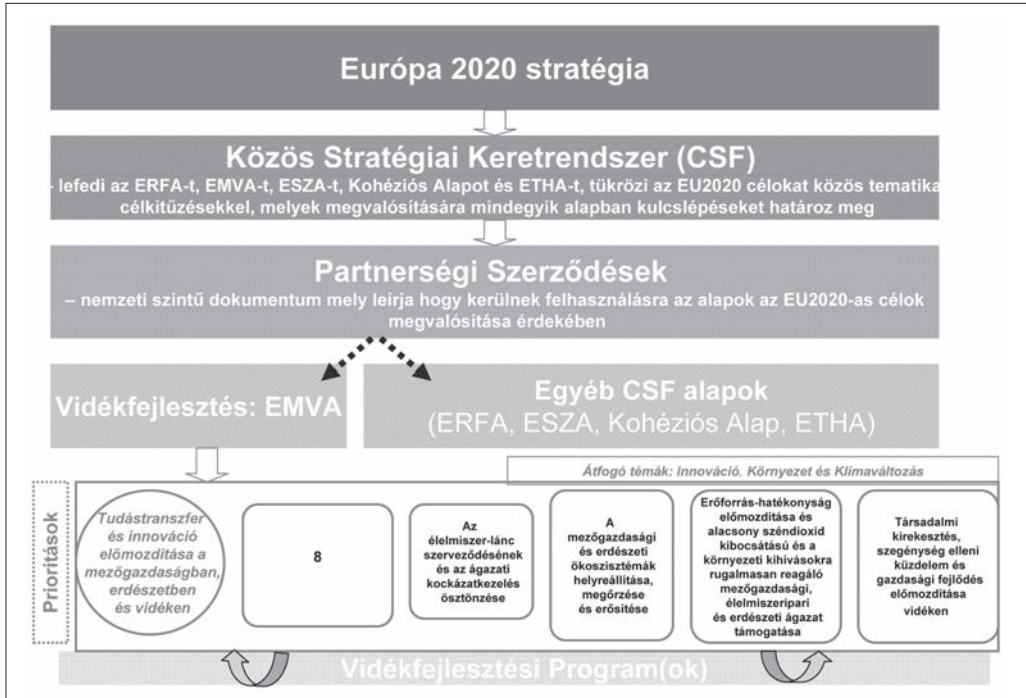 Európa 2020 stratégia
Közös Stratégiai Keretrendszer (CSF)
– lefedi az ERFA-t, EMVA-t, ESZA-t, Kohéziós Alapot és ETHA-t, tükrözi az EU2020 célokat közös tematika
célkitűzésekkel, melyek megvalósítására mindegyik alapban kulcslépéseket határoz meg
Partnerségi Szerződések
– nemzeti szintű dokumentum mely leírja hogy kerülnek felhasználásra az alapok az EU2020-as célok
megvalósítása érdekében
Vidékfejlesztés: EMVA
Egyéb CSF alapok
(ERFA, ESZA, Kohéziós Alap, ETHA)
Átfogó témák: Innováció, Környezet és Klímaváltozás
Prioritások
Tudástranszfer
és innováció
előmozdítása a
mezőgazdaságban,
erdészetben
és vidéken
8
Az
élelmiszer-lánc
szerveződésének
és az ágazati
kockázatkezelés
ösztönzése
A
mezőgazdasági
és erdészeti
ökoszisztémák
helyreállítása,
megőrzése
és erősítése
Erőforrás-hatékonyság
előmozdítása és
alacsony széndioxid
kibocsátású és a
környezeti kihívásokra
rugalmasan reagáló
mezőgazdasági,
élelmiszeripari
és erdészeti ágazat
támogatása
Társadalmi
kirekesztés,
szegénység elleni
küzdelem és
gazdasági fejlődés
előmozdítása
vidéken
Vidékfejlesztési Program(ok)